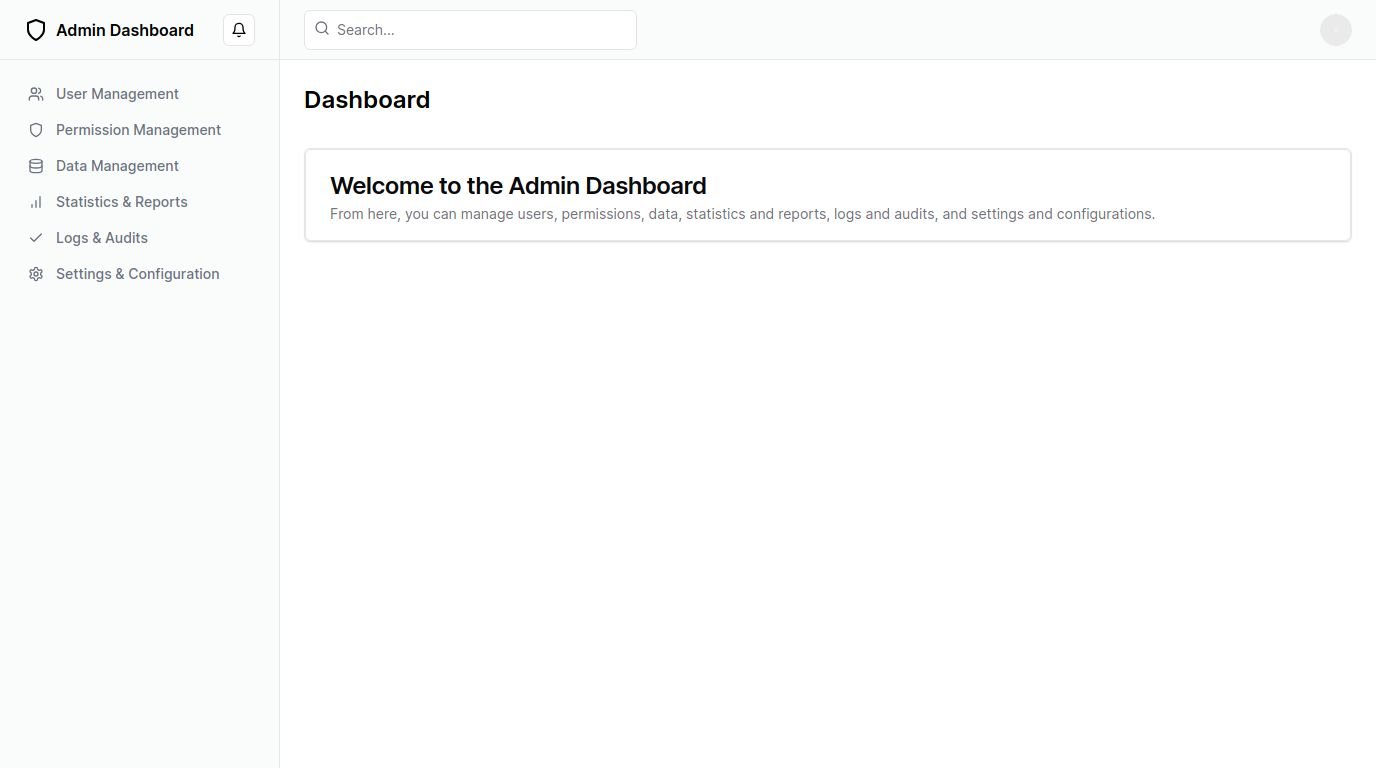 Admin Dashboard
Search...
User Management
Permission Management
Data Management
Statistics & Reports
Logs & Audits
Settings & Configuration
Dashboard
Welcome to the Admin Dashboard
From here, you can manage users, permissions, data, statistics and reports, logs and audits, and settings and configurations.